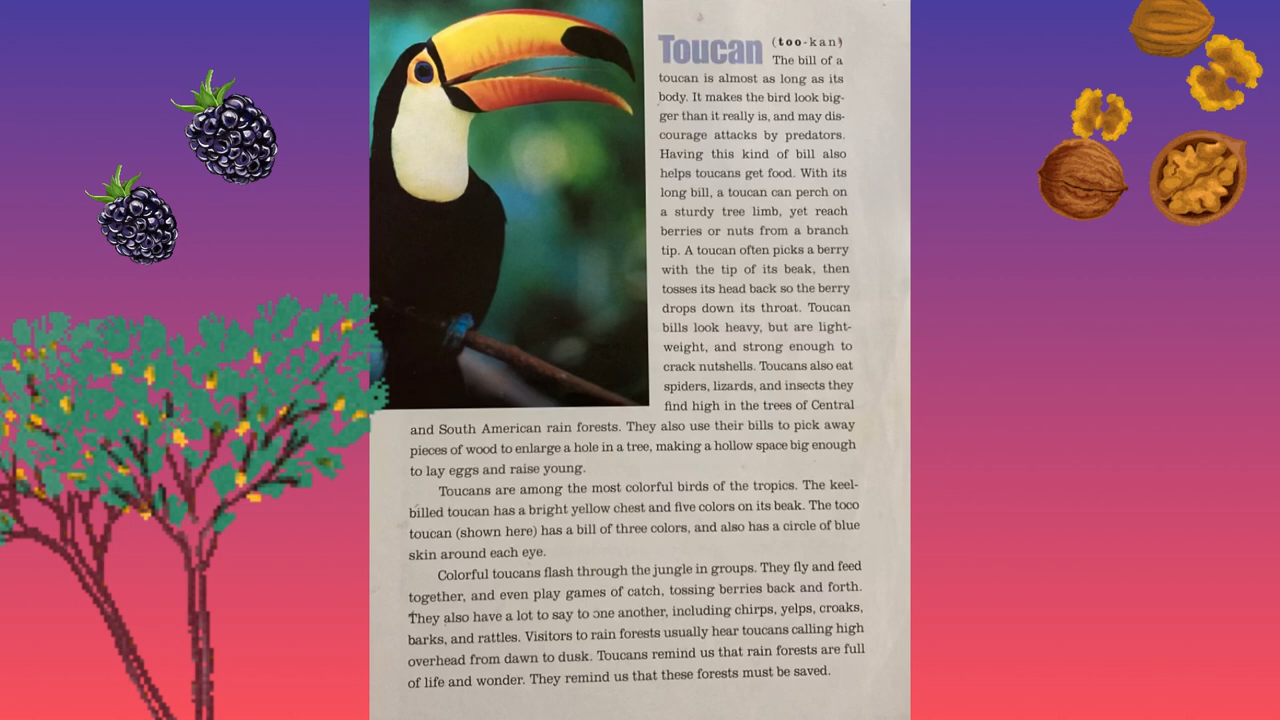 Toucan (too-kan)
The bill of a
toucan is almost as long as its
body. It makes the bird look big-
ger than it really is, and may dis-
courage attacks by predators.
Having this kind of bill also
helps toucans get food. With its
long bill, a toucan can perch on
a sturdy tree limb, yet reach
berries or nuts from a branch
tip. A toucan often picks a berry
with the tip of its beak, then
tosses its head back so the berry
drops down its throat. Toucan
bills look heavy, but are light-
weight, and strong enough to
crack nutshells. Toucans also eat
spiders, lizards, and insects they
find high in the trees of Central
and South American rain forests. They also use their bills to pick away
pieces of wood to enlarge a hole in a tree, making a hollow space big enough
to lay eggs and raise young.
Toucans are among the most colorful birds of the tropics. The keel-
billed toucan has a bright yellow chest and five colors on its beak. The toco
toucan (shown here) has a bill of three colors, and also has a circle of blue
skin around each eye.
Colorful toucans flash through the jungle in groups. They fly and feed
together, and even play games of catch, tossing berries back and forth.
They also have a lot to say to one another, including chirps, yelps, croaks,
barks, and rattles. Visitors to rain forests usually hear toucans calling high
overhead from dawn to dusk. Toucans remind us that rain forests are full
of life and wonder. They remind us that these forests must be saved.